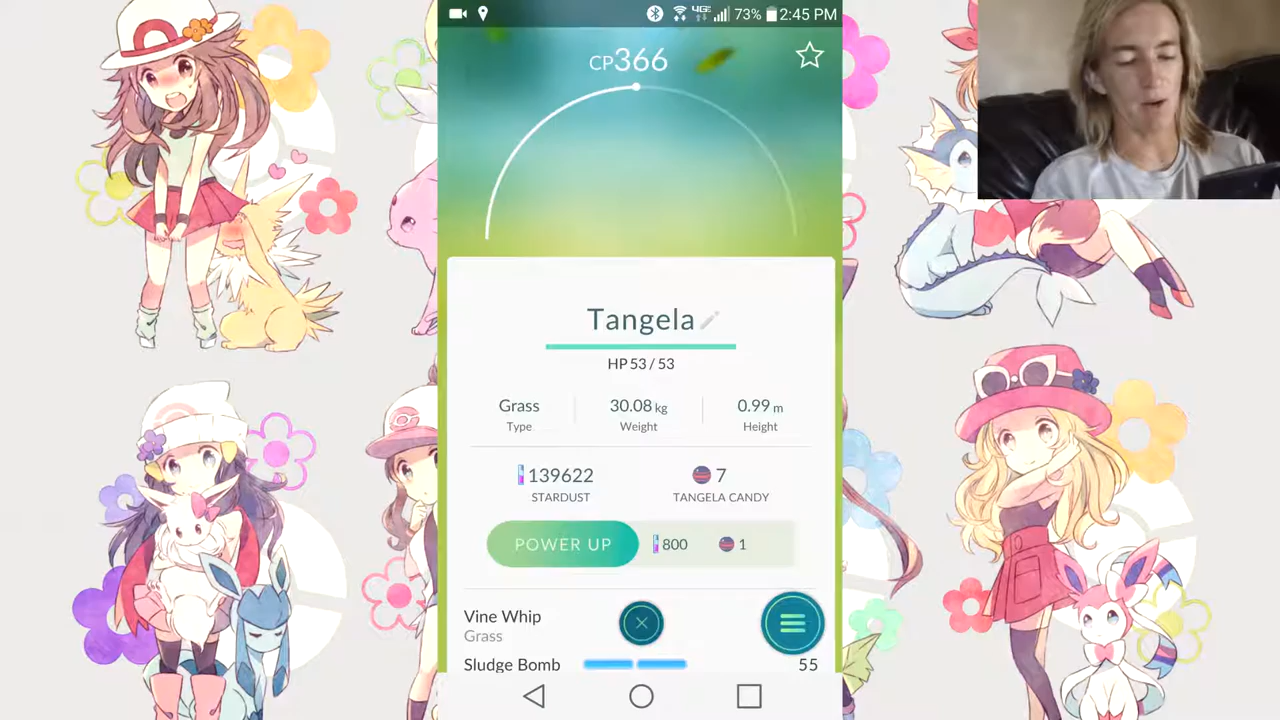 4G 73% 2:45 PM
CP366
Tangela
HP 53 / 53
Grass 30.08 kg 0.99 m
Type Weight Height
139622 7
STARDUST TANGELA CANDY
POWER UP 800 1
Vine Whip
Grass
Sludge Bomb 55